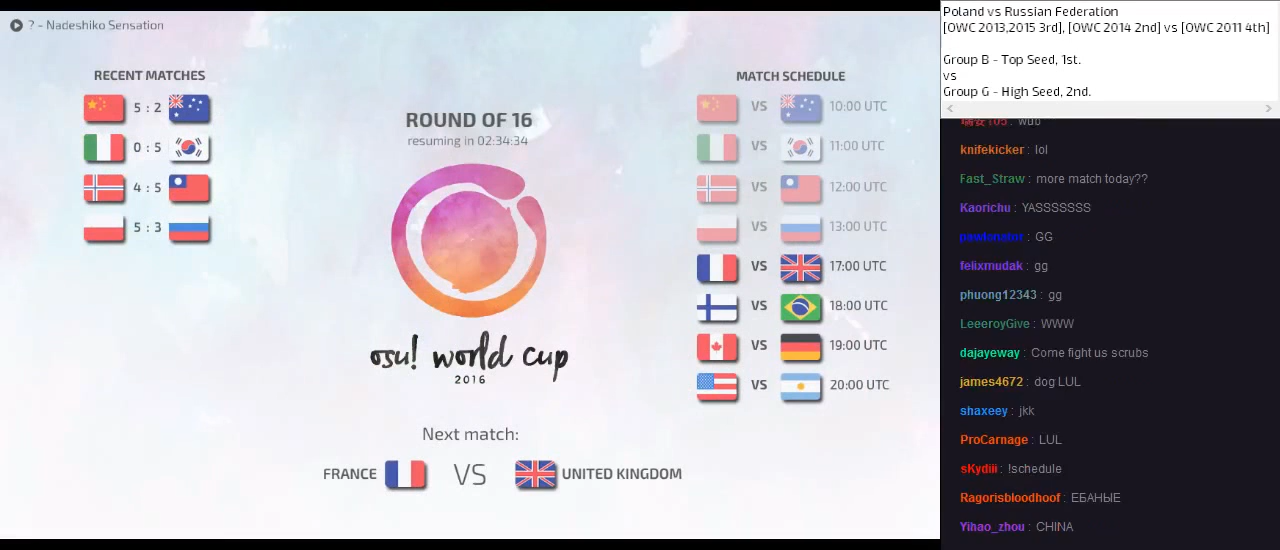 ? - Nadeshiko Sensation
RECENT MATCHES
5 : 2
0 : 5
4 : 5
5 : 3
ROUND OF 16
resuming in 02:34:34
osu! world cup
2016
MATCH SCHEDULE
VS 10:00 UTC
VS 11:00 UTC
VS 12:00 UTC
VS 13:00 UTC
VS 17:00 UTC
VS 18:00 UTC
VS 19:00 UTC
VS 20:00 UTC
Next match:
FRANCE VS UNITED KINGDOM
Poland vs Russian Federation
[OWC 2013,2015 3rd], [OWC 2014 2nd] vs [OWC 2011 4th]
Group B - Top Seed, 1st.
vs
Group G - High Seed, 2nd.
: wub
knifekicker : lol
Fast_Straw : more match today??
Kaorichu : YASSSSSSS
: GG
felixmudak : gg
phuong12343 : gg
LeeeroyGive : WWW
dajayeway : Come fight us scrubs
james4672 : dog LUL
shaxeey : jkk
ProCarnage : LUL
sKydiii : !schedule
Ragorisbloodhoof : ЕБАНЫЕ
Yihao_zhou : CHINA